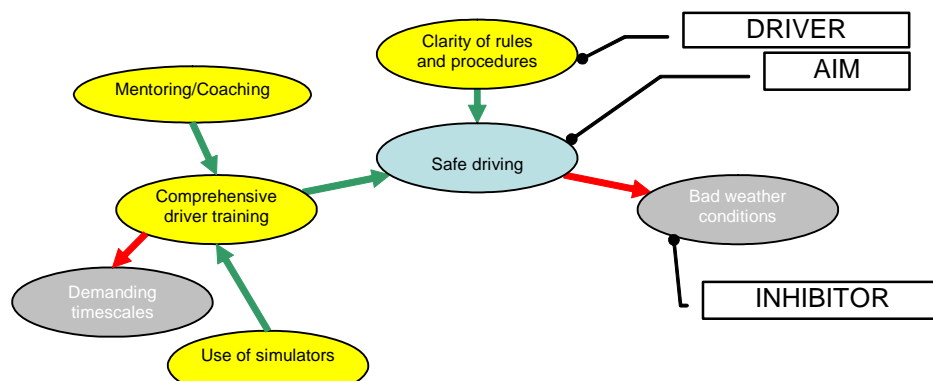 Clarity of rules
and procedures
DRIVER
AIM
Mentoring/Coaching
Safe driving
Comprehensive
driver training
Bad weather
conditions
Demanding
timescales
INHIBITOR
Use of simulators